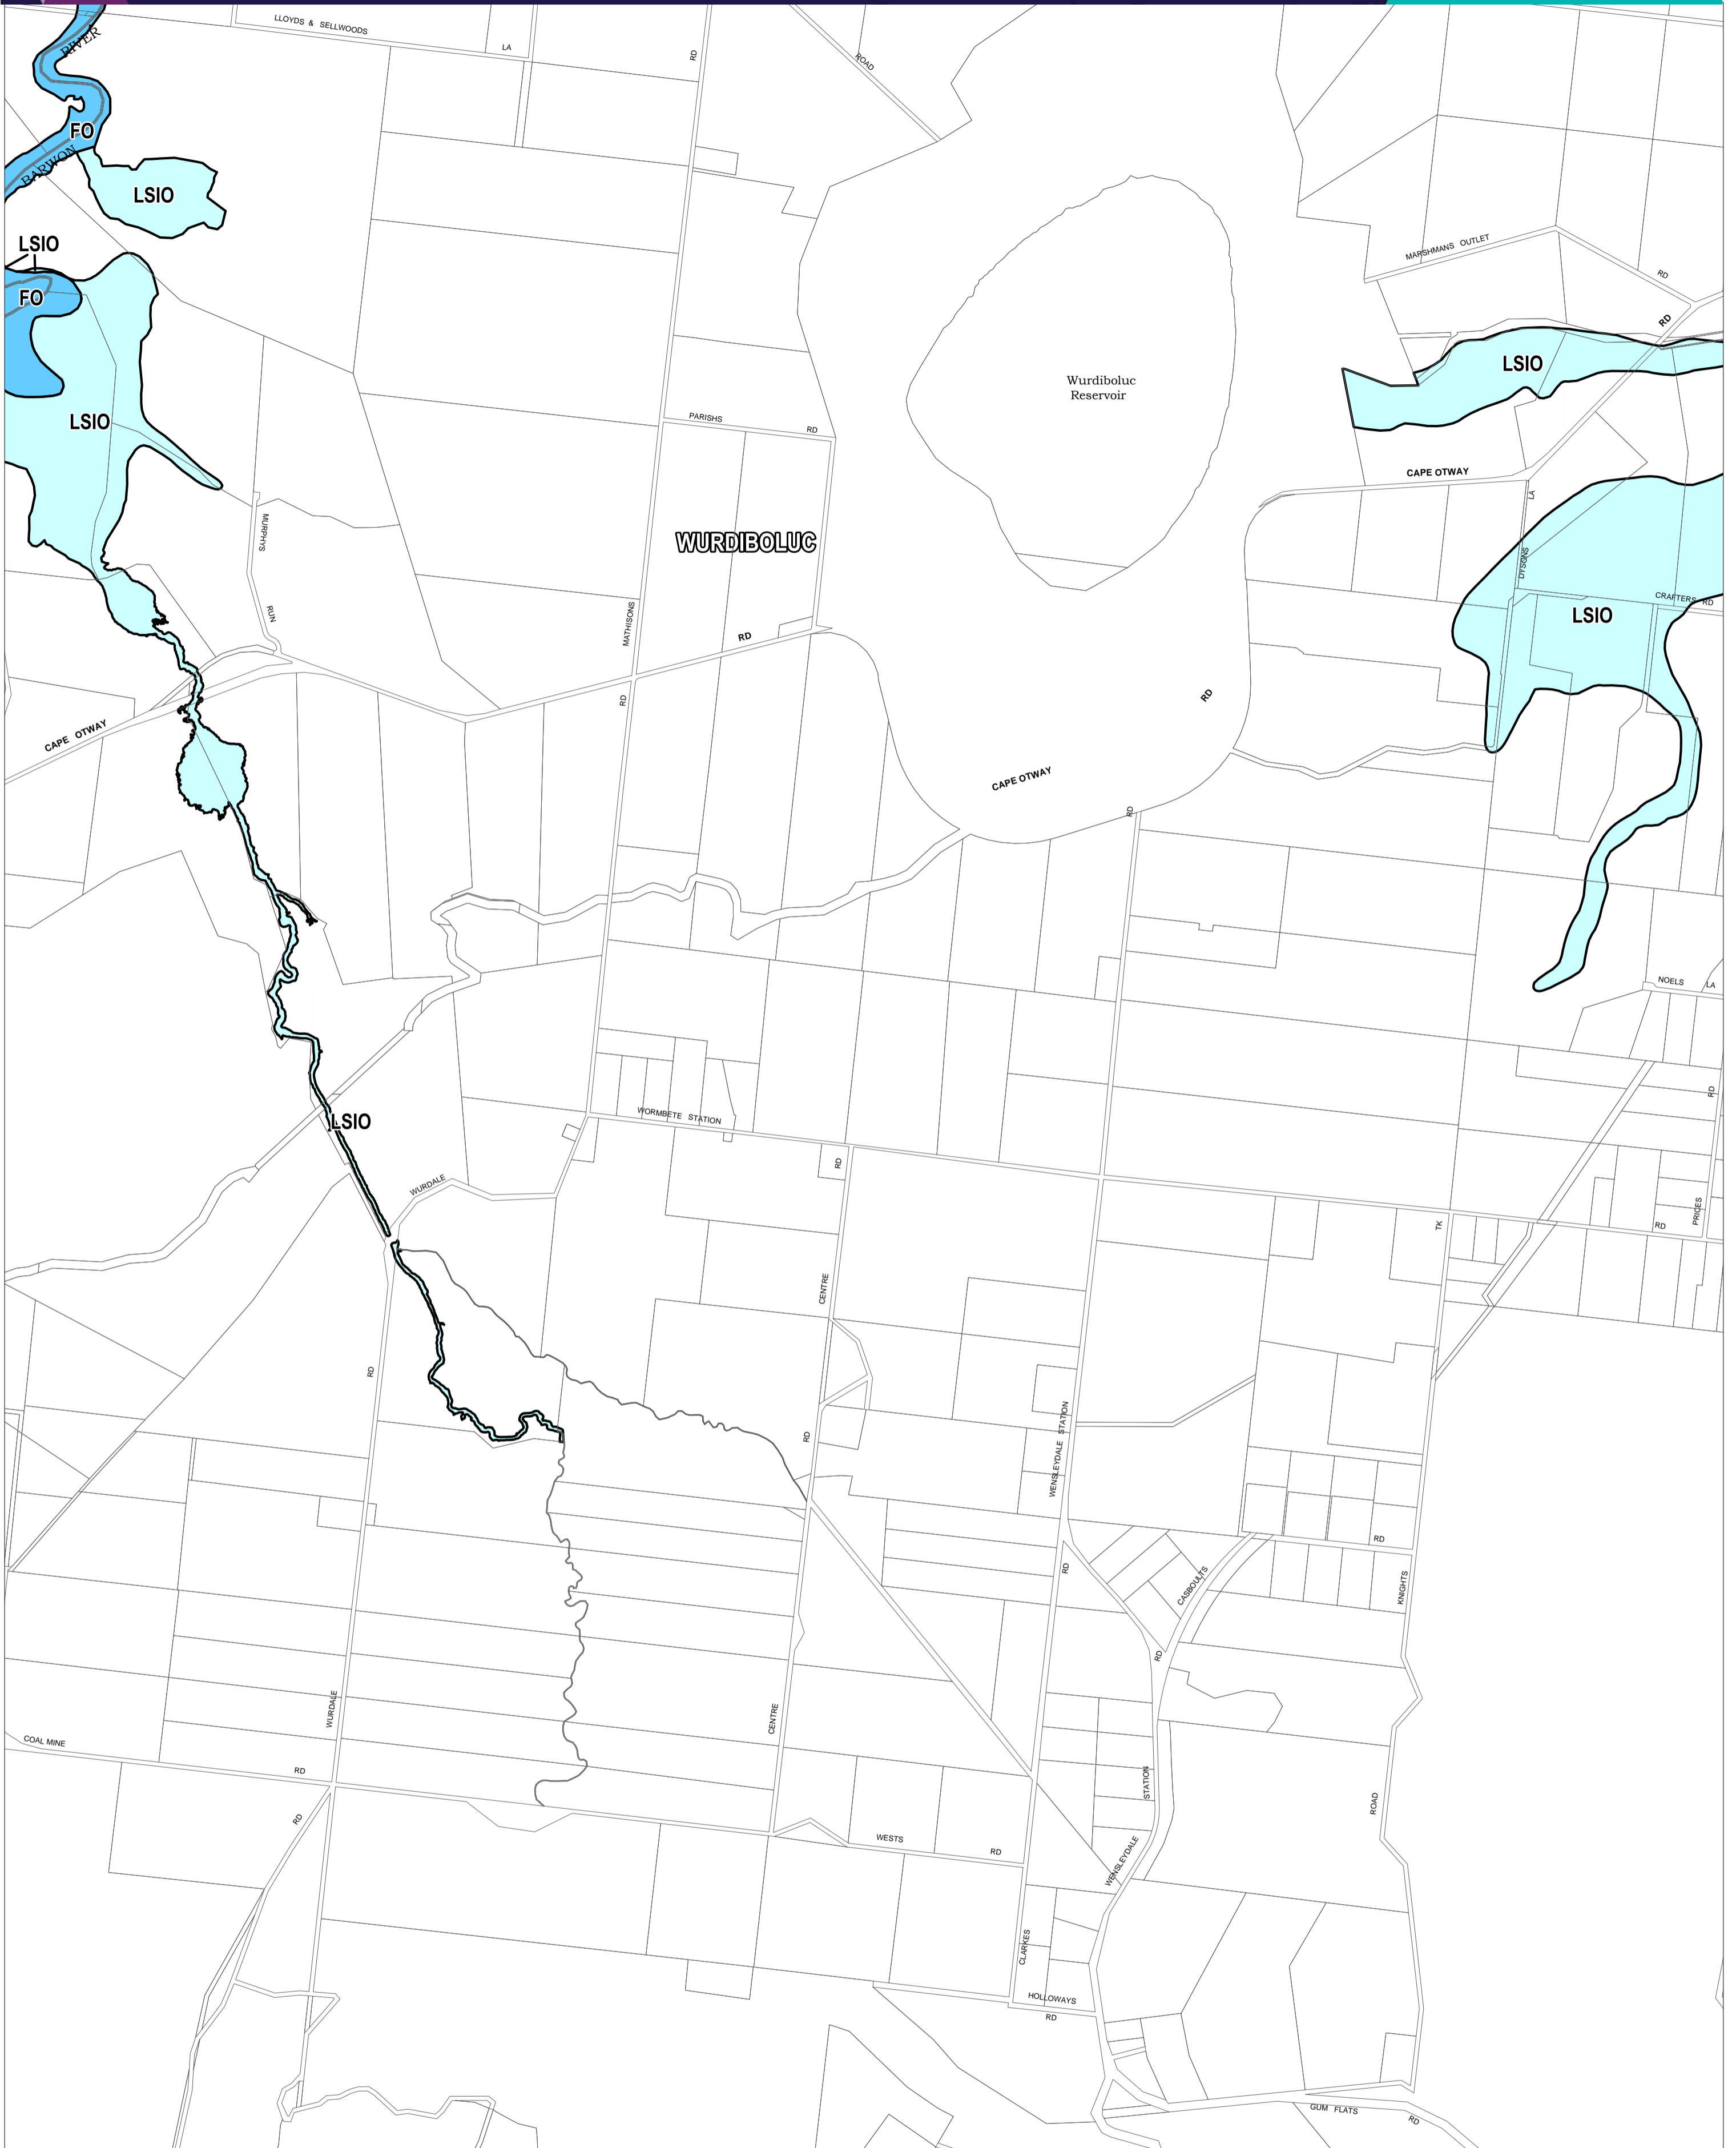 LLOYDS & SELLWOODS
LA
RD
ROAD
RIVER
FO
BARWON
LSIO
MARSHMANS OUTLET
RD
LSIO
FO
RD
LSIO
Wurdiboluc
Reservoir
LSIO
PARISHS
RD
CAPE OTWAY
LA
MURPHYS
WURDIBOLUC
DYSONS
CRAFTERS RD
RUN
MATHISONS
LSIO
RD
RD
RD
CAPE OTWAY
CAPE OTWAY
RD
NOELS
LA
RD
LSIO
WORMBETE STATION
RD
WURDALE
PRICES
TK
RD
CENTRE
RD
WENSLEYDALE STATION
RD
RD
RD
CASBOULTS
KNIGHTS
RD
WURDALE
CENTRE
COAL MINE
RD
STATION
ROAD
RD
WESTS
RD
WENSLEYDALE
CLARKES
HOLLOWAYS
RD
GUM FLATS
RD